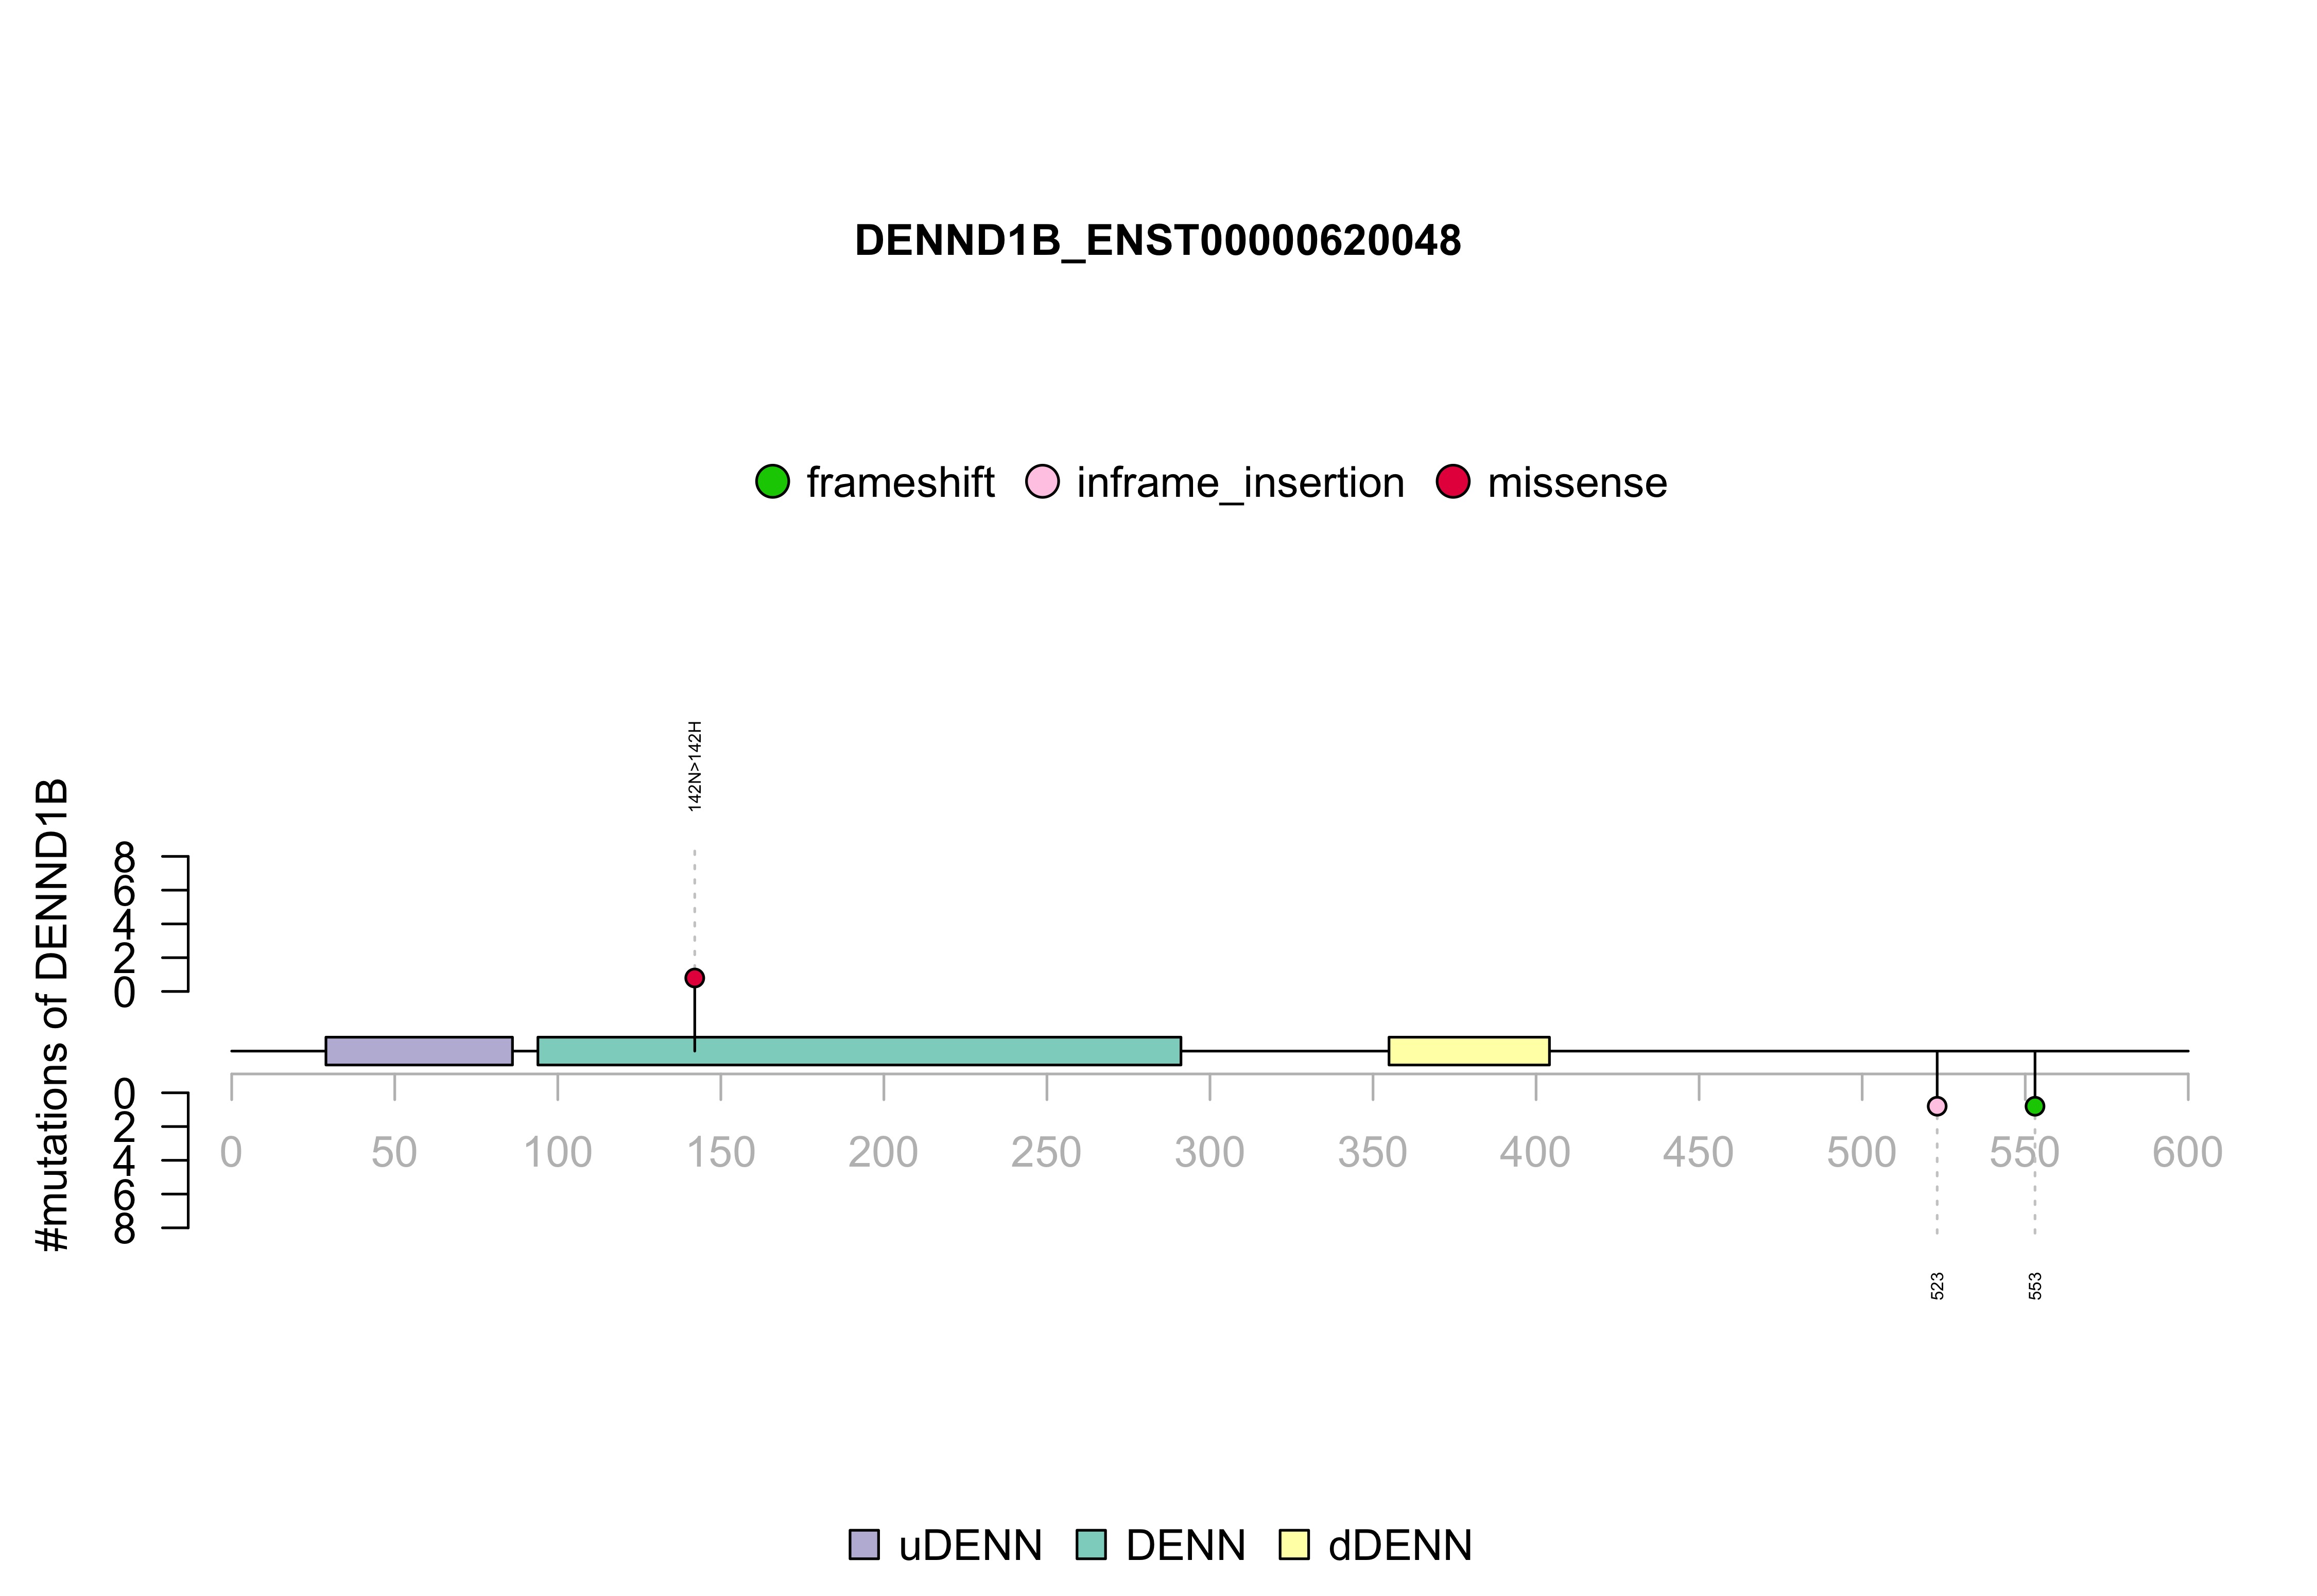 DENND1B_ENST00000620048
frameshift inframe_insertion missense
142N>142H
#mutations of DENND1B
8
6
4
2
0
0
2
4
6
8
0 50 100 150 200 250 300 350 400 450 500 550 600
523 553
uDENN DENN dDENN